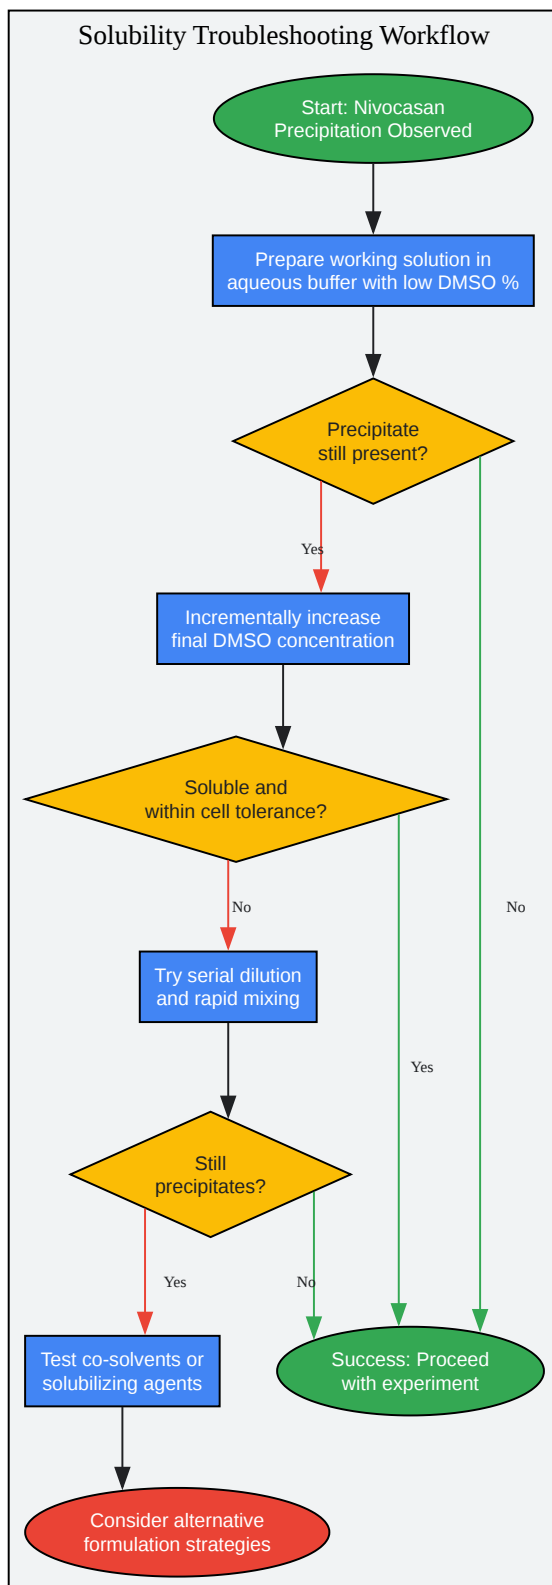 Solubility Troubleshooting Workflow
Start: Nivocasan
Precipitation Observed
Prepare working solution in
aqueous buffer with low DMSO %
Precipitate
still present?
Yes
Incrementally increase
final DMSO concentration
Soluble and
within cell tolerance?
No
No
Try serial dilution
and rapid mixing
Yes
Still
precipitates?
Yes
No
Test co-solvents or
solubilizing agents
Success: Proceed
with experiment
Consider alternative
formulation strategies